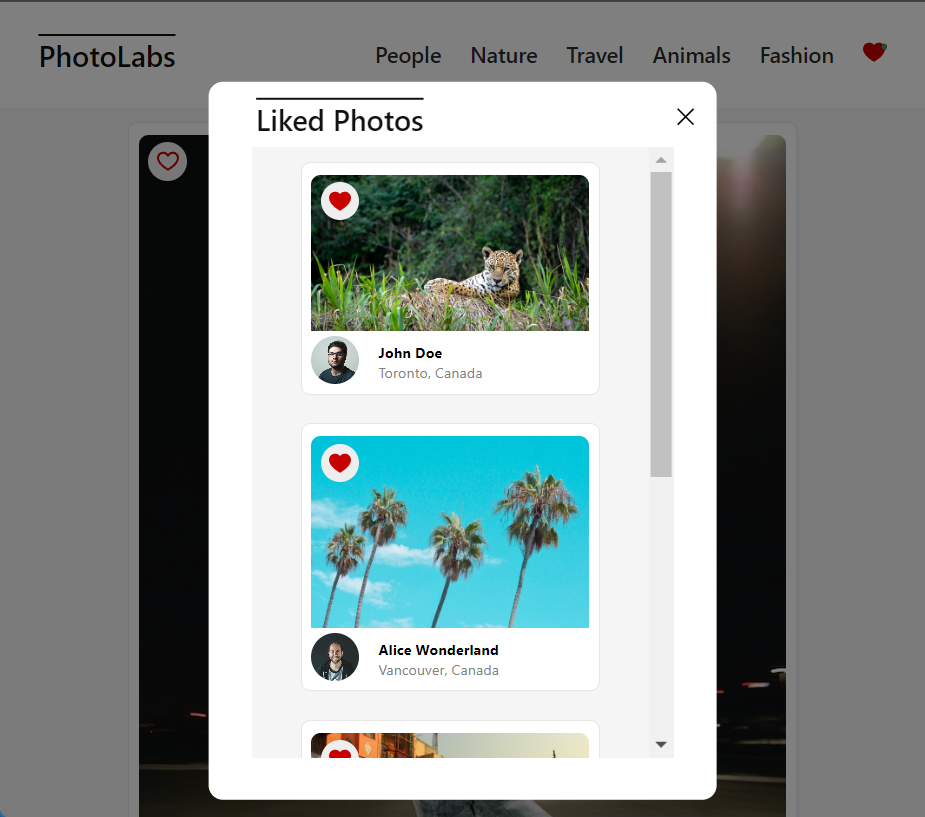 PhotoLabs
People Nature Travel Animals Fashion
Liked Photos
John Doe
Toronto, Canada
Alice Wonderland
Vancouver, Canada